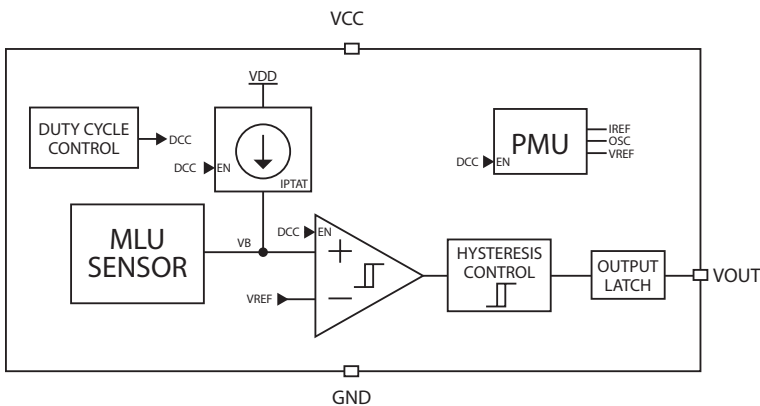 VCC
VDD
DUTY CYCLE
CONTROL
DCC
DCC
EN
IPTAT
PMU
IREF
OSC
VREF
DCC
EN
MLU
SENSOR
VB
DCC
EN
+
VREF
−
HYSTERESIS
CONTROL
OUTPUT
LATCH
VOUT
GND